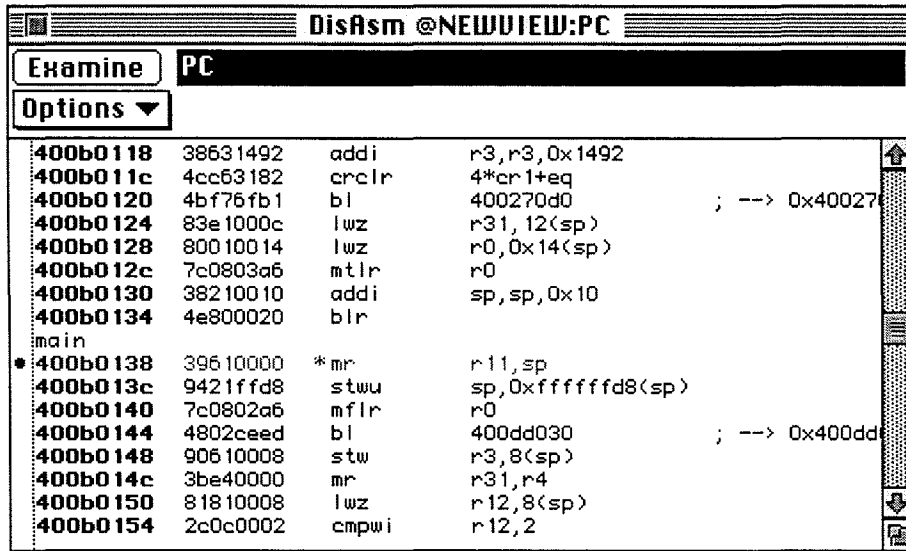 DisAsm @NEWVIEW:PC
Examine PC
Options
400b0118 38631492 addi r3,r3,0x1492
400b011c 4cc63182 crclr 4*cr1+eq
400b0120 4bf76fb1 bl 400270d0 ; --> 0x400270
400b0124 83e1000c lwz r31,12(sp)
400b0128 80010014 lwz r0,0x14(sp)
400b012c 7c0803a6 mtlr r0
400b0130 38210010 addi sp,sp,0x10
400b0134 4e800020 blr
main
• 400b0138 39610000 *mr r11,sp
400b013c 9421ffd8 stwu sp,0xffffffd8(sp)
400b0140 7c0802a6 mflr r0
400b0144 4802ceed bl 400dd030 ; --> 0x400dd
400b0148 90610008 stw r3,8(sp)
400b014c 3be40000 mr r31,r4
400b0150 81810008 lwz r12,8(sp)
400b0154 2c0c0002 cmpwi r12,2